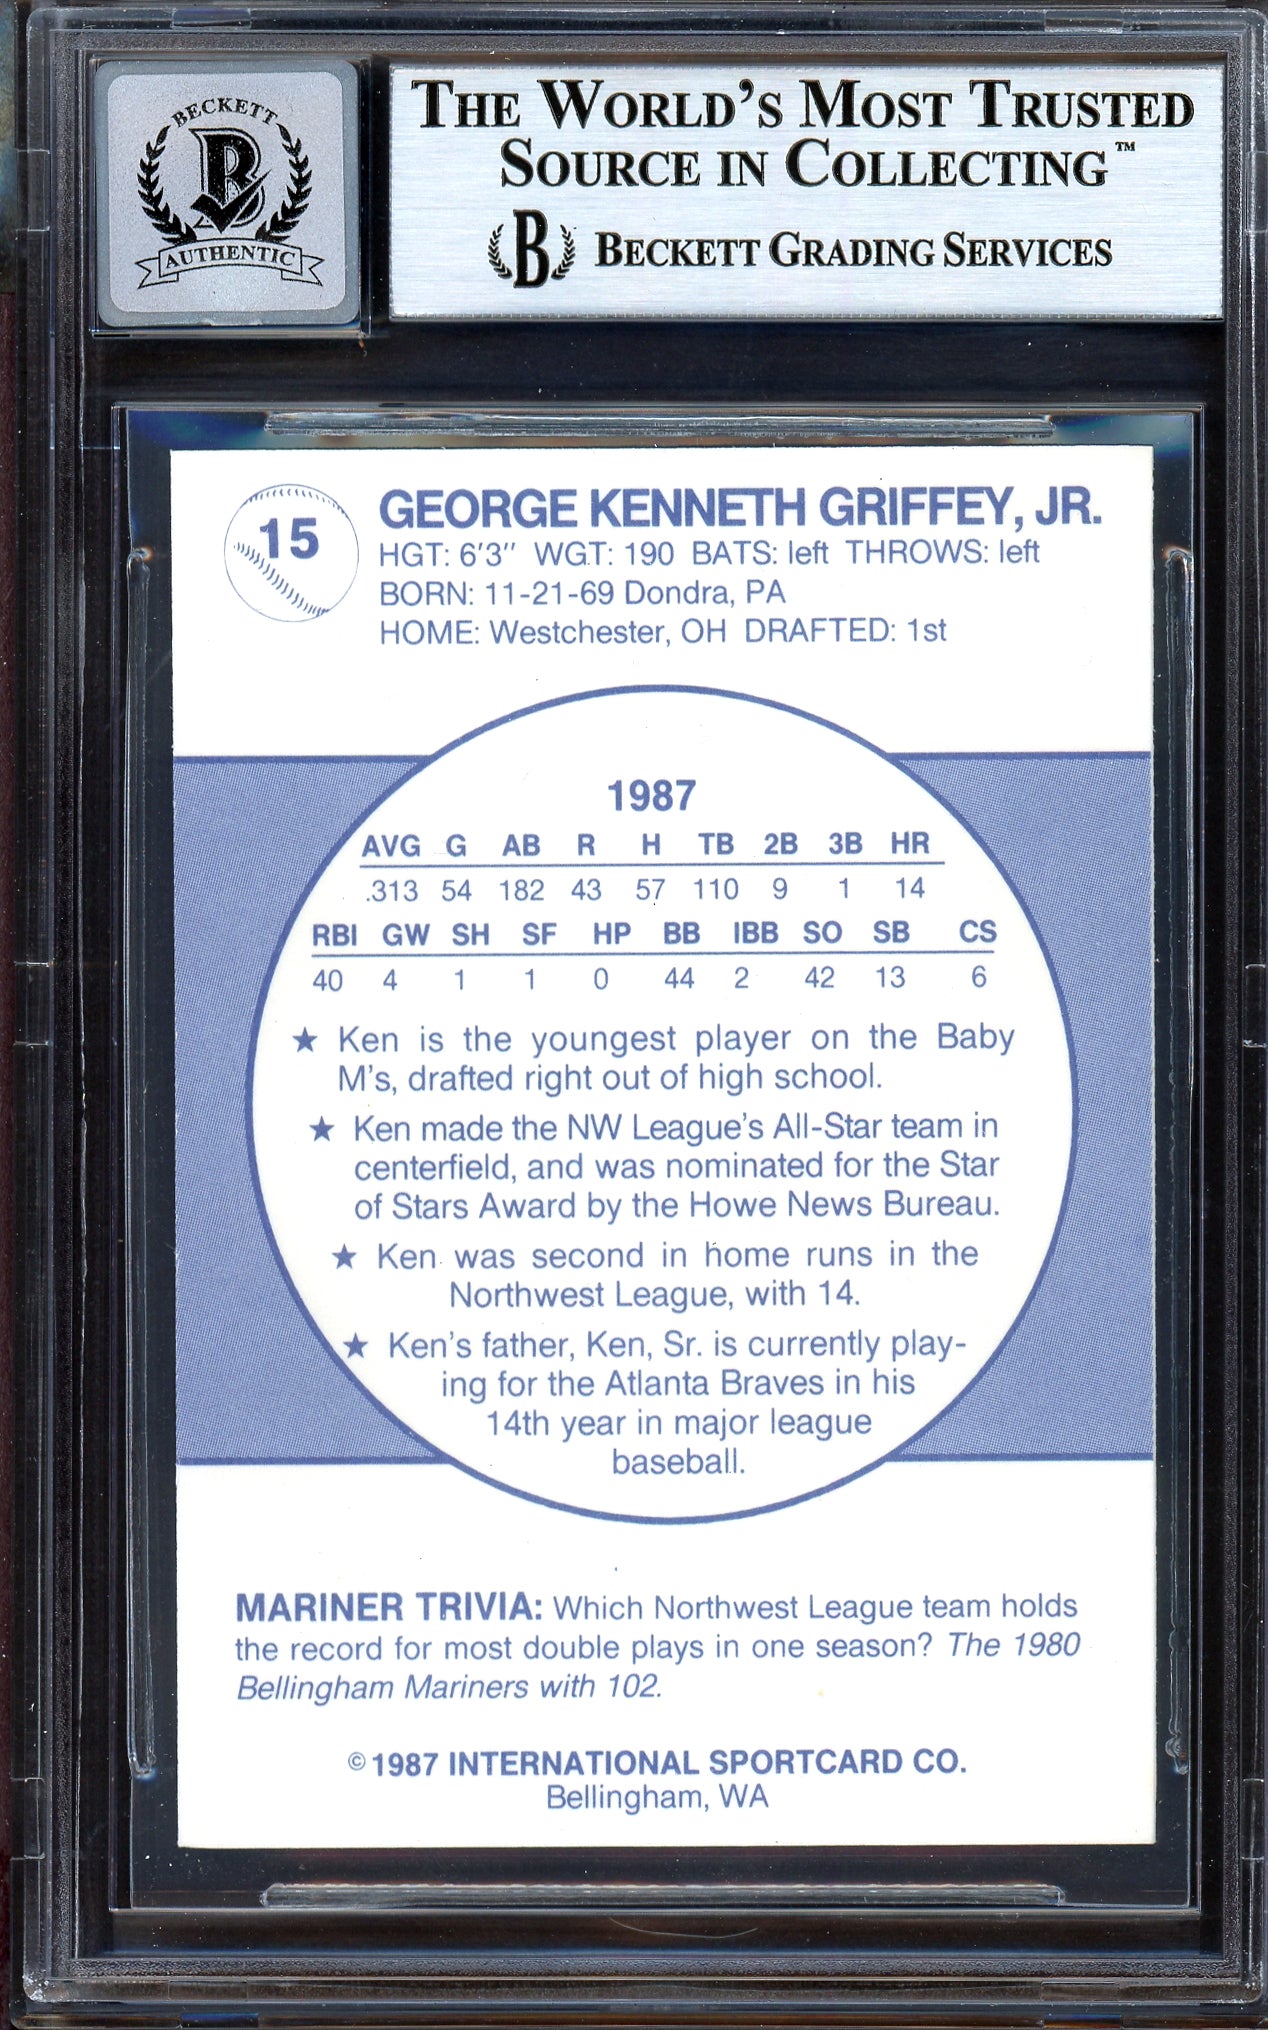 BECKETT
AUTHENTIC
THE WORLD'S MOST TRUSTED
SOURCE IN COLLECTING™
B BECKETT GRADING SERVICES
15
GEORGE KENNETH GRIFFEY, JR.
HGT: 6'3" WGT: 190 BATS: left THROWS: left
BORN: 11-21-69 Dondra, PA
HOME: Westchester, OH DRAFTED: 1st
1987
AVG G AB R H TB 2B 3B HR
.313 54 182 43 57 110 9 1 14
RBI GW SH SF HP BB IBB SO SB CS
40 4 1 1 0 44 2 42 13 6
★ Ken is the youngest player on the Baby
M's, drafted right out of high school.
★ Ken made the NW League's All-Star team in
centerfield, and was nominated for the Star
of Stars Award by the Howe News Bureau.
★ Ken was second in home runs in the
Northwest League, with 14.
★ Ken's father, Ken, Sr. is currently play-
ing for the Atlanta Braves in his
14th year in major league
baseball.
MARINER TRIVIA: Which Northwest League team holds
the record for most double plays in one season? The 1980
Bellingham Mariners with 102.
© 1987 INTERNATIONAL SPORTCARD CO.
Bellingham, WA